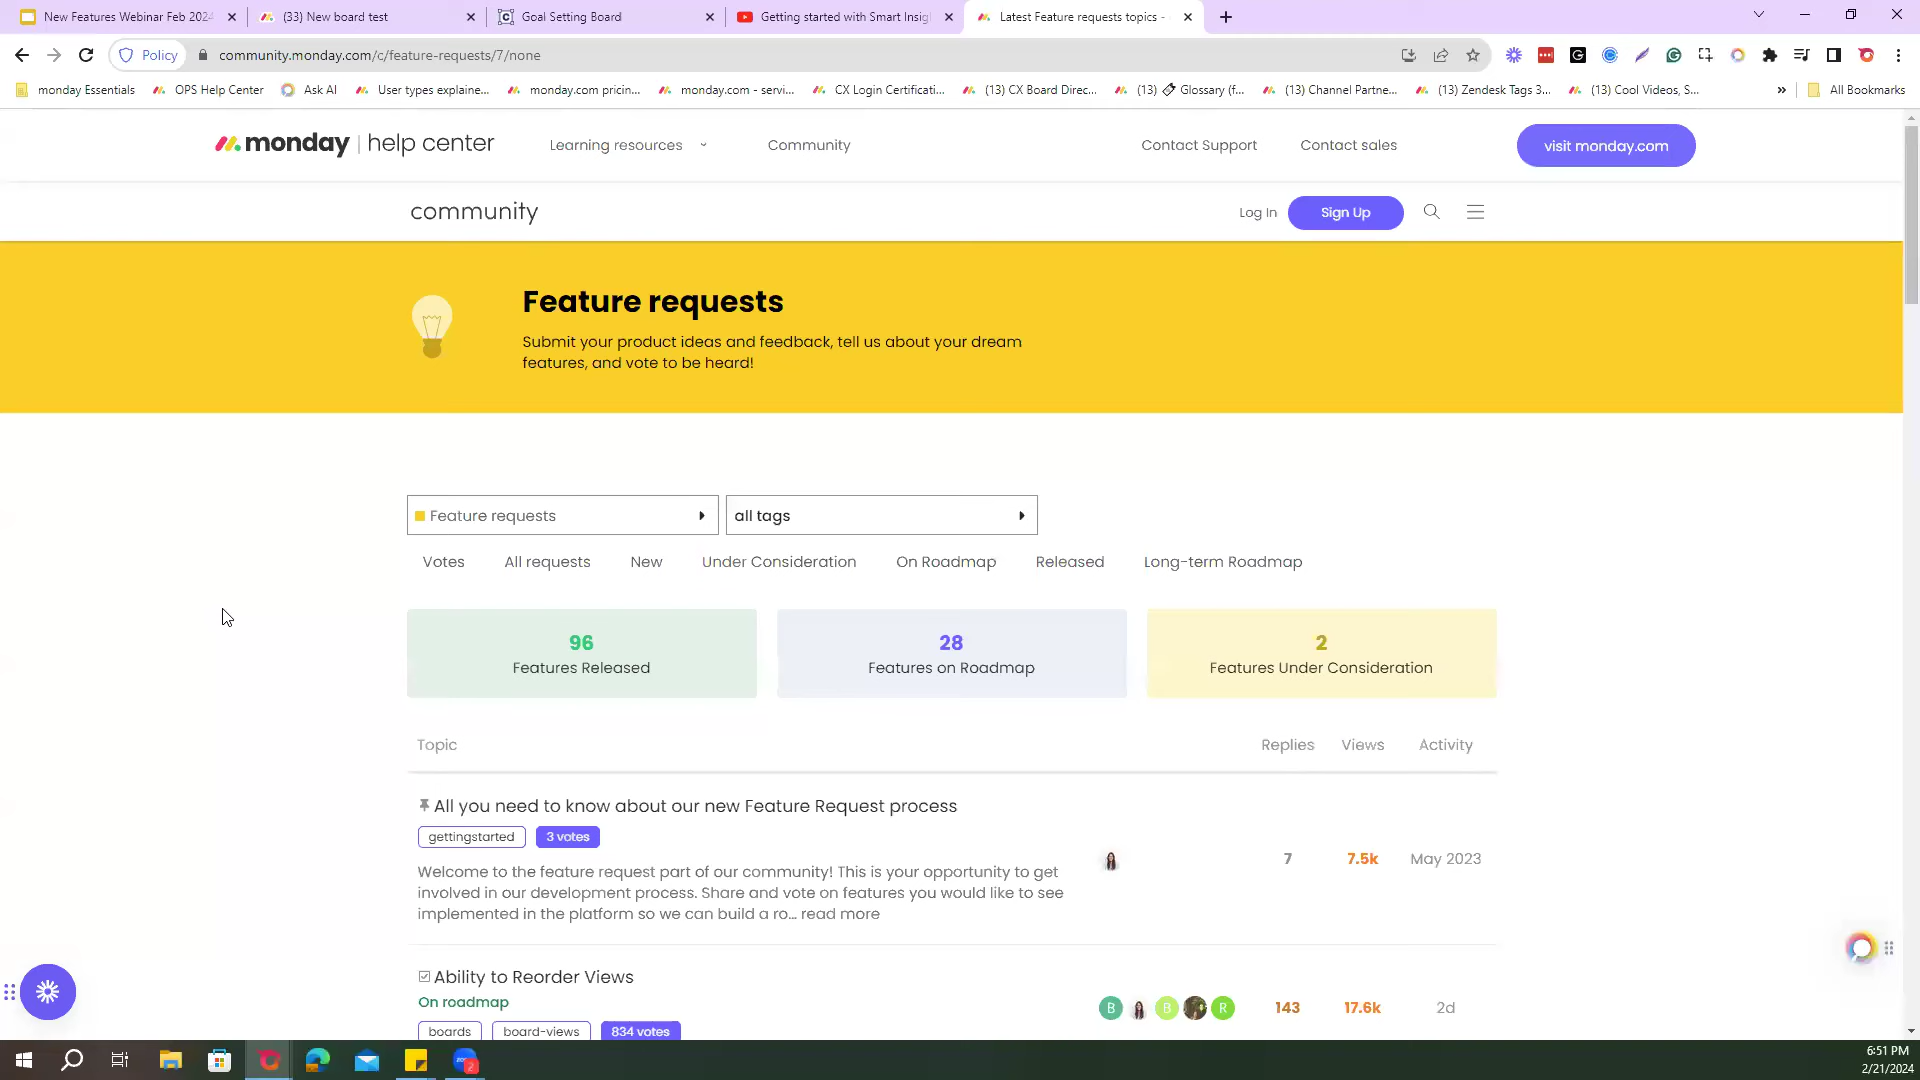 New Features Webinar Feb 2024
(33) New board test
Goal Setting Board
Getting started with Smart Insig
Latest Feature requests topics -
Policy
community.monday.com/c/feature-requests/7/none
monday Essentials
OPS Help Center
Ask AI
User types explaine...
monday.com pricin...
monday.com - servi...
CX Login Certificati...
(13) CX Board Direc...
(13) Glossary (f...
(13) Channel Partne...
(13) Zendesk Tags 3...
(13) Cool Videos, S...
All Bookmarks
monday | help center
Learning resources
Community
Contact Support
Contact sales
visit monday.com
community
Log In
Sign Up
Feature requests
Submit your product ideas and feedback, tell us about your dream
features, and vote to be heard!
Feature requests
all tags
Votes
All requests
New
Under Consideration
On Roadmap
Released
Long-term Roadmap
96
Features Released
28
Features on Roadmap
2
Features Under Consideration
Topic
Replies
Views
Activity
All you need to know about our new Feature Request process
gettingstarted
3 votes
Welcome to the feature request part of our community! This is your opportunity to get
involved in our development process. Share and vote on features you would like to see
implemented in the platform so we can build a ro... read more
7
7.5k
May 2023
Ability to Reorder Views
On roadmap
boards
board-views
834 votes
B
B
R
143
17.6k
2d
6:51 PM
2/21/2024